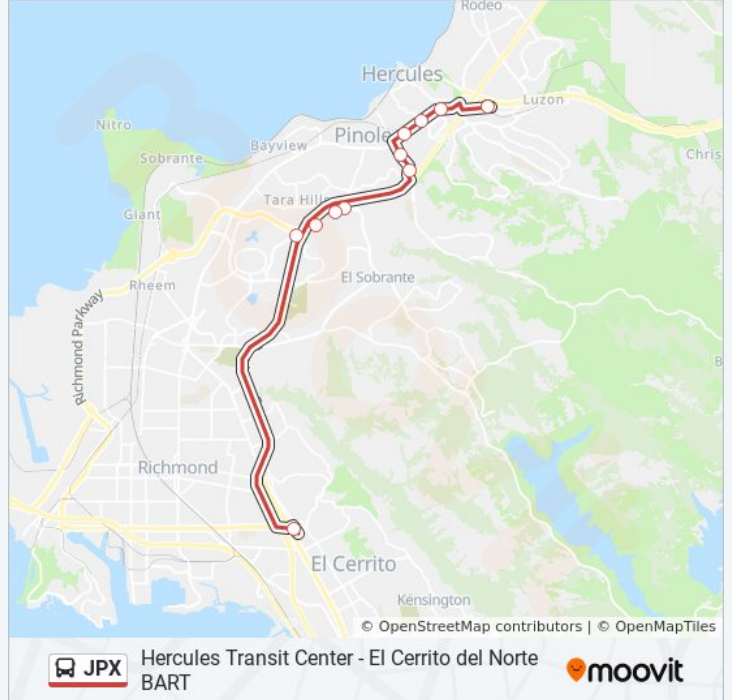 Rodeo
Hercules
Luzon
Nitro
Pinole
Bayview
Sobrante
Chris
Tara Hills
Giant
El Sobrante
Rheem
Richmond Parkway
B
Richmond
El Cerrito
Kensington
© OpenStreetMap contributors | © OpenMapTiles
JPX
Hercules Transit Center - El Cerrito del Norte
BART
moovit